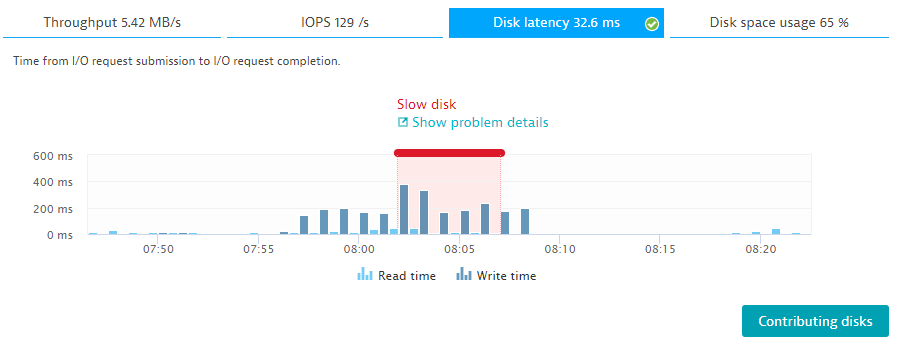 Throughput 5.42 MB/s IOPS 129 /s Disk latency 32.6 ms Disk space usage 65 %
Time from I/O request submission to I/O request completion.
Slow disk
Show problem details
600 ms
400 ms
200 ms
0 ms
07:50 07:55 08:00 08:05 08:10 08:15 08:20
Read time Write time
Contributing disks